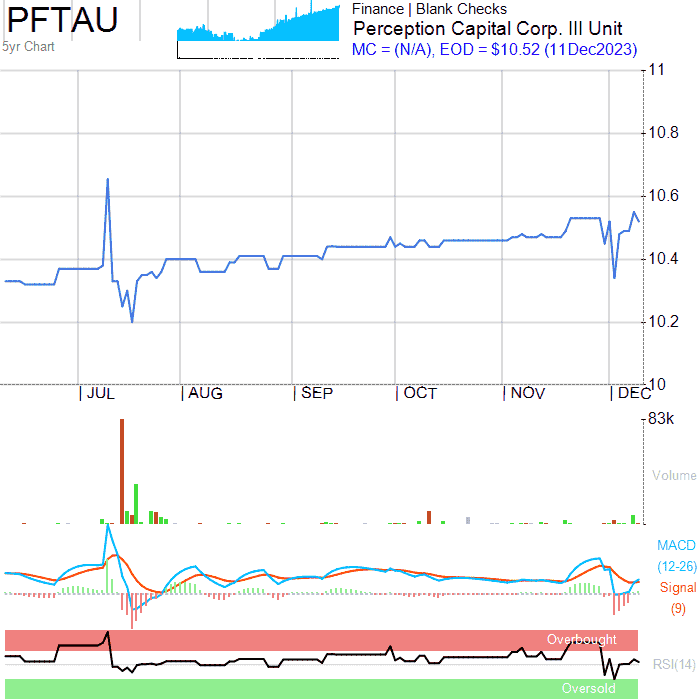 PFTAU
5yr Chart
Finance | Blank Checks
Perception Capital Corp. III Unit
MC = (N/A), EOD = $10.52 (11Dec2023)
11
10.8
10.6
10.4
10.2
10
| JUL | AUG | SEP | OCT | NOV | DEC
83k
Volume
MACD
(12-26)
Signal
(9)
Overbought
RSI(14)
Oversold